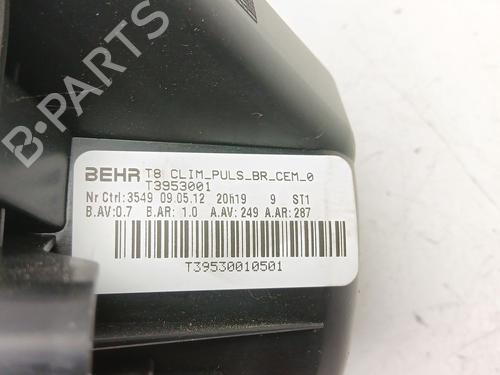 BEHR T8 CLIM_PULS_BR_CEM_0
T3953001
Nr Ctrl:3549 09.05.12 20h19 9 ST1
B.AV:0.7 B.AR: 1.0 A.AV: 249 A.AR: 287
T39530010501
B-PARTS